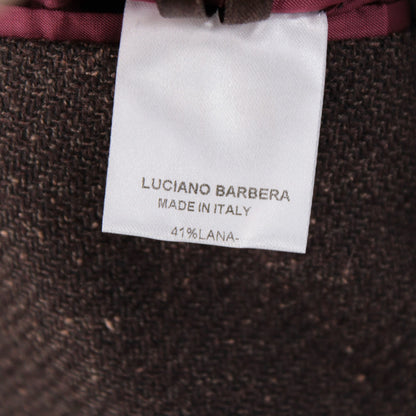 LUCIANO BARBERA
MADE IN ITALY
41%LANA-